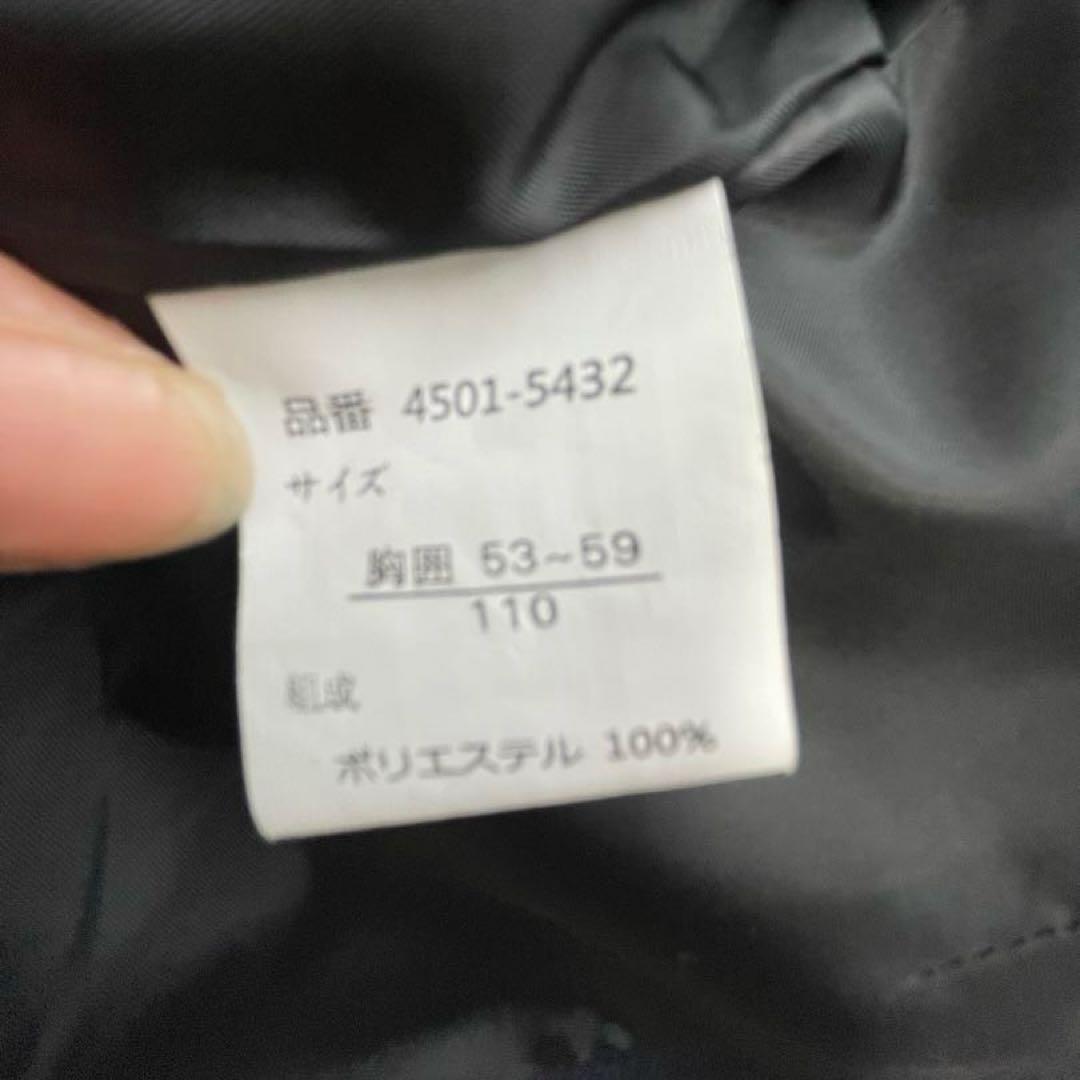 品番 4501-5432
サイズ
胸囲 53~59
110
組成
ポリエステル 100%